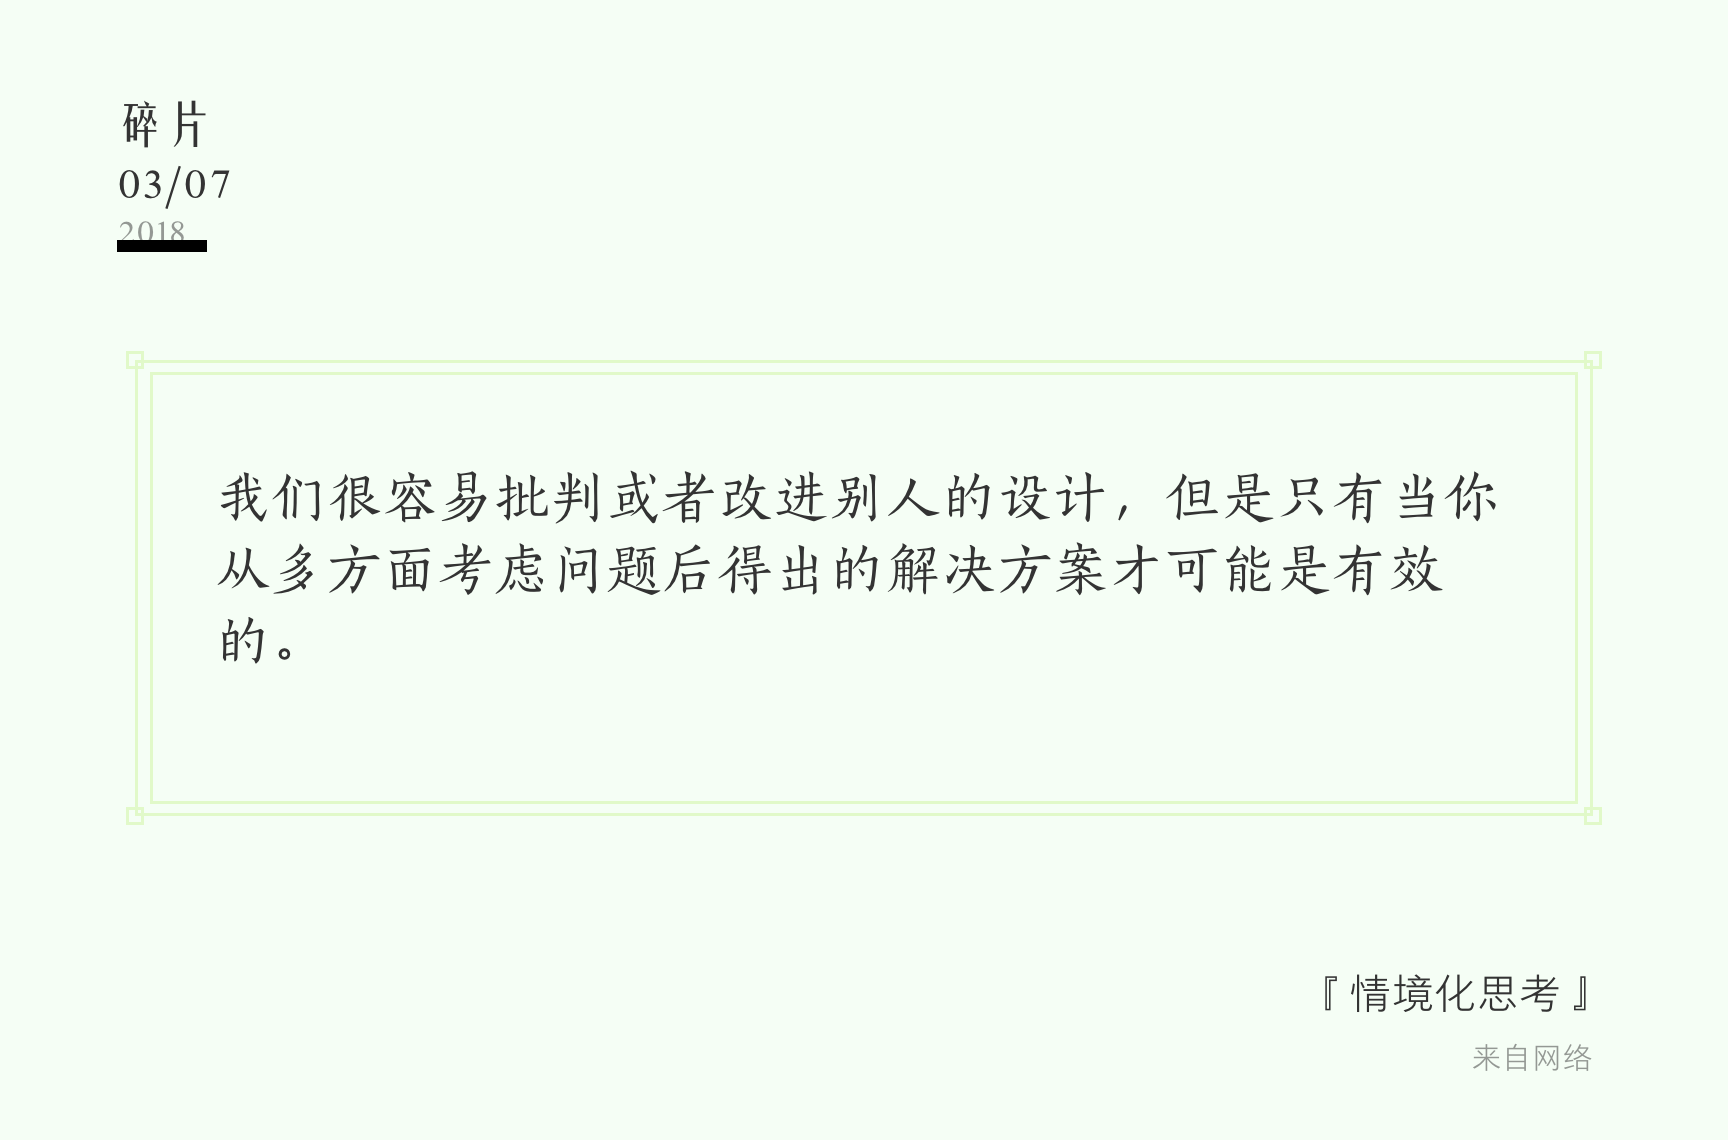 碎片
03/07
2018
我们很容易批判或者改进别人的设计，但是只有当你
从多方面考虑问题后得出的解决方案才可能是有效
的。
『情境化思考』
来自网络